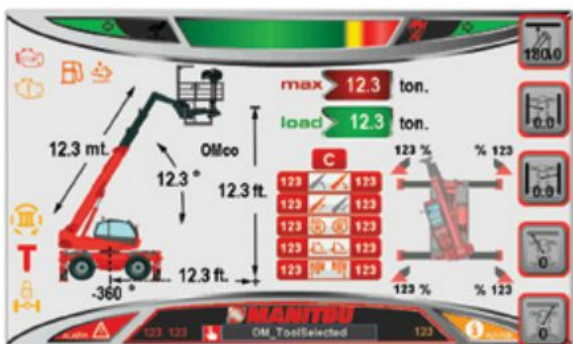 180.0
max 12.3 ton.
load 12.3 ton.
0.0
12.3 mt.
OMco
12.3 °
12.3 ft.
C
123 % % 123
123 123
123 123
0.0
123 123
123 123
123 123
12.3 ft.
-360 °
123 % % 123
0
MANITOU
ALARM 123 123 OM_ToolSelected 123
0